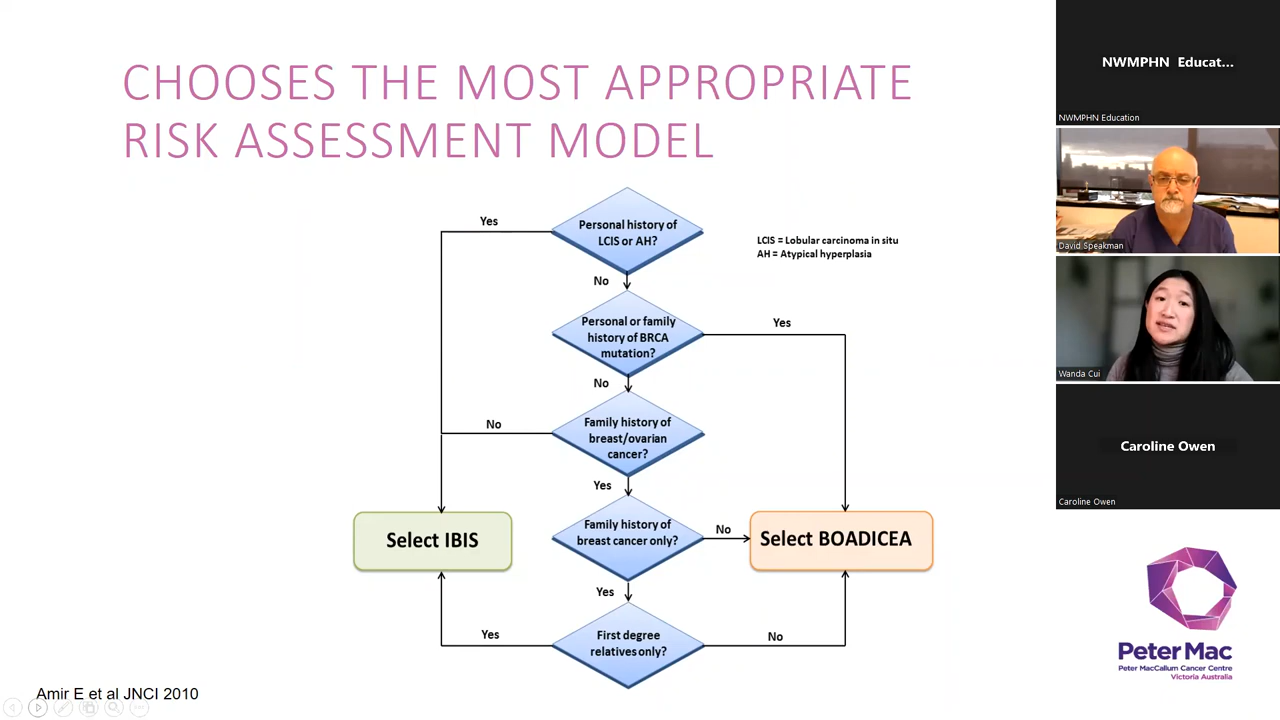 CHOOSES THE MOST APPROPRIATE
RISK ASSESSMENT MODEL
Personal history of
LCIS or AH?
Yes
No
LCIS = Lobular carcinoma in situ
AH = Atypical hyperplasia
Personal or family
history of BRCA
mutation?
Yes
No
Family history of
breast/ovarian
cancer?
No
Yes
Family history of
breast cancer only?
No
Yes
Select IBIS
Select BOADICEA
First degree
relatives only?
Yes
No
Amir E et al JNCI 2010
NWMPHN Educat...
NWMPHN Education
David Speakman
Wanda Cui
Caroline Owen
Caroline Owen
Peter Mac
Peter MacCallum Cancer Centre
Victoria Australia